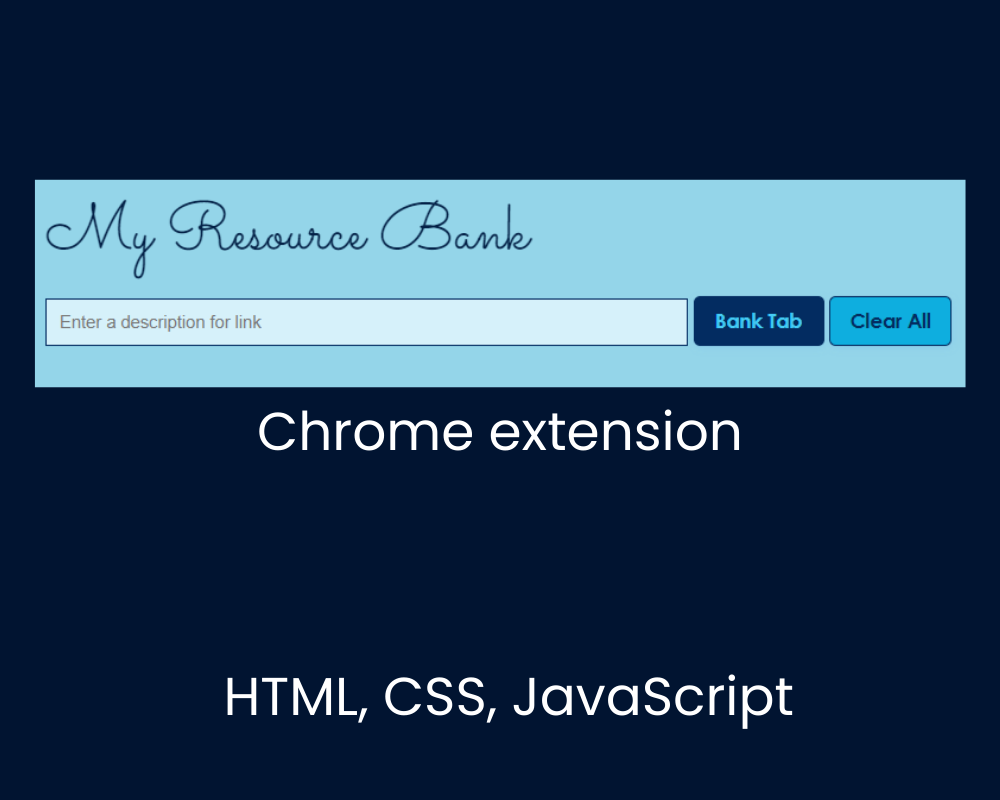 My Resource Bank
Enter a description for link
Bank Tab
Clear All
Chrome extension
HTML, CSS, JavaScript